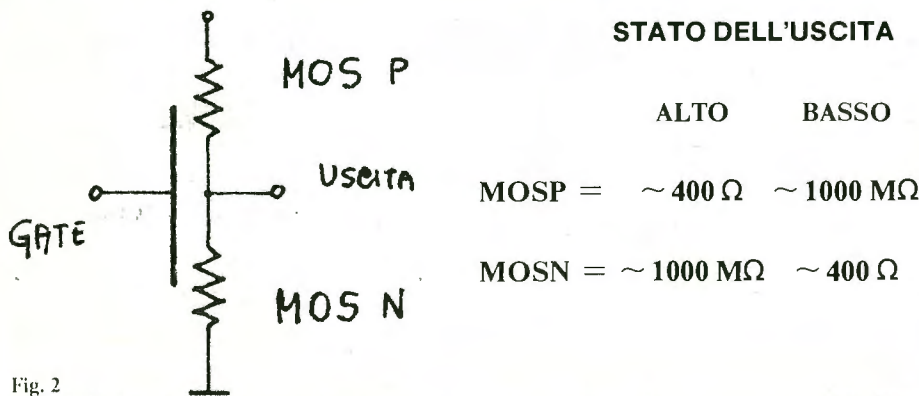 STATO DELL'USCITA
MOS P
ALTO BASSO
USCITA
MOSP = ~ 400 Ω ~ 1000 MΩ
GATE
MOSN = ~ 1000 MΩ ~ 400 Ω
MOS N
Fig. 2